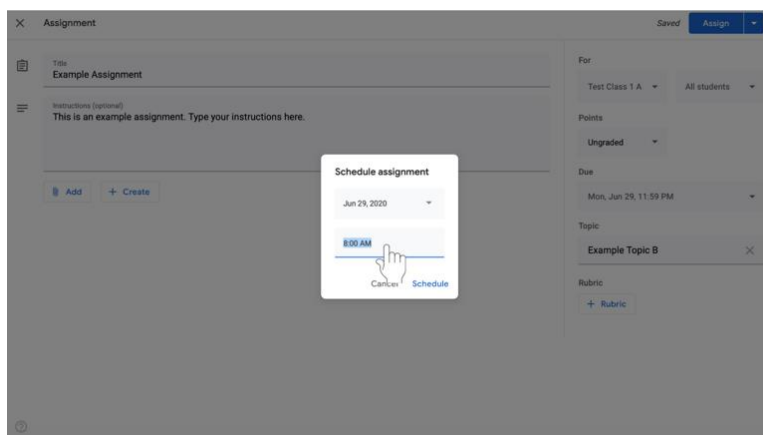 Assignment
Saved
Assign
Title
Example Assignment
Instructions (optional)
This is an example assignment. Type your instructions here.
Add
+ Create
For
Test Class 1 A
All students
Points
Ungraded
Due
Mon, Jun 29, 11:59 PM
Topic
Example Topic B
Rubric
+ Rubric
Schedule assignment
Jun 29, 2020
8:00 AM
Cancel
Schedule